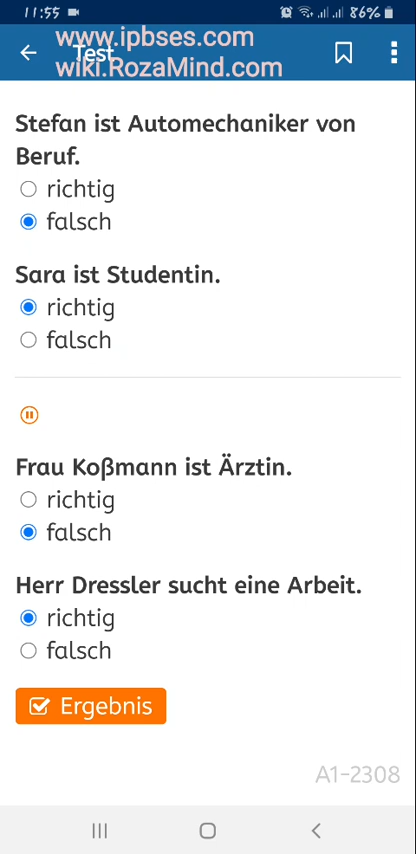 11:55
86%
www.ipbses.com
Test
wiki.RozaMind.com
Stefan ist Automechaniker von
Beruf.
richtig
falsch
Sara ist Studentin.
richtig
falsch
Frau Koβmann ist Ärztin.
richtig
falsch
Herr Dressler sucht eine Arbeit.
richtig
falsch
Ergebnis
A1-2308